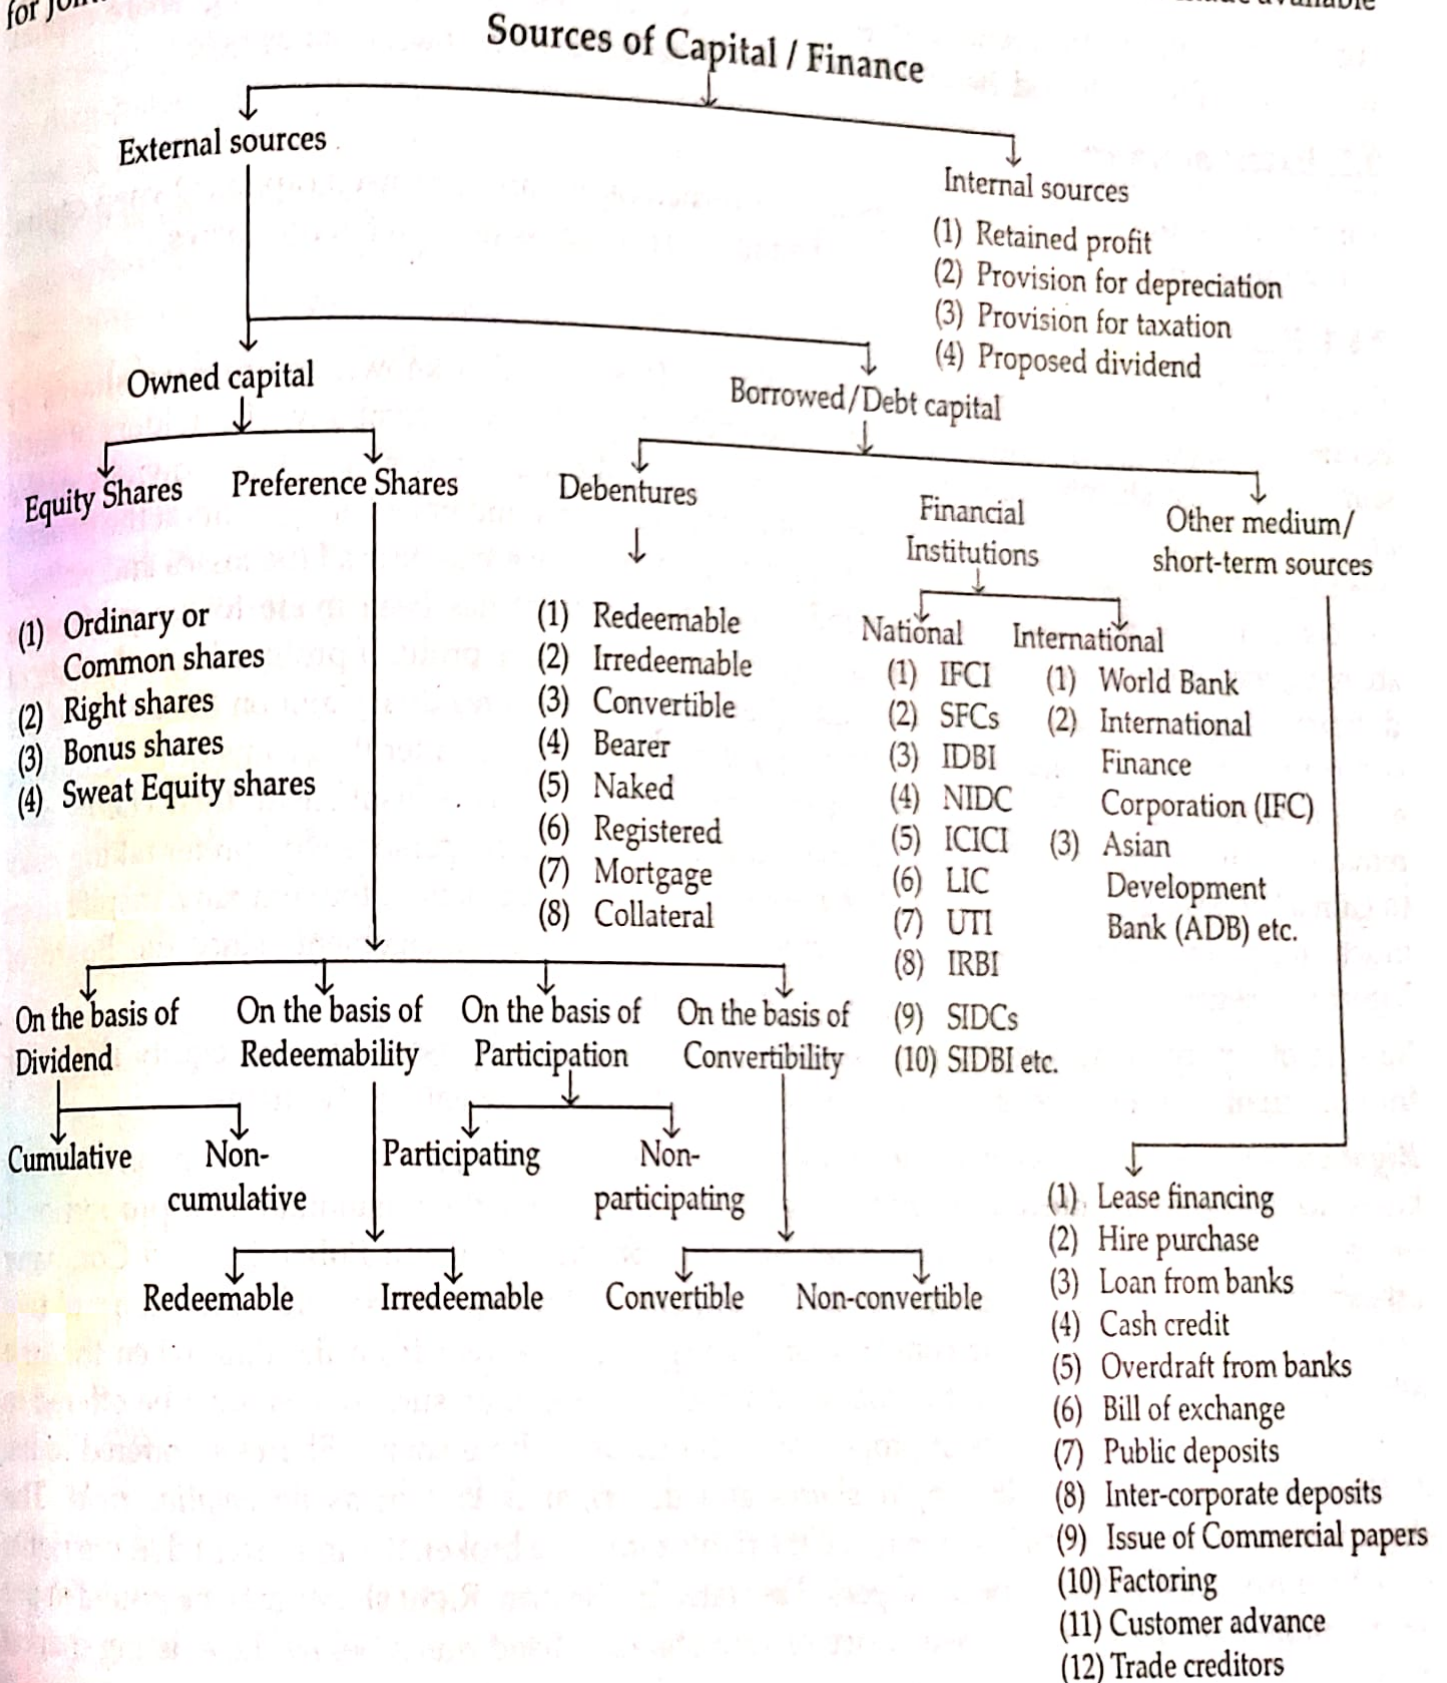 for
available
Sources of Capital / Finance
External sources
Internal sources
(1) Retained profit
(2) Provision for depreciation
(3) Provision for taxation
(4) Proposed dividend
Owned capital
Borrowed/Debt capital
Equity Shares
Preference Shares
Debentures
Financial
Institutions
Other medium/
short-term sources
(1) Ordinary or
Common shares
(2) Right shares
(3) Bonus shares
(4) Sweat Equity shares
(1) Redeemable
(2) Irredeemable
(3) Convertible
(4) Bearer
(5) Naked
(6) Registered
(7) Mortgage
(8) Collateral
National
(1) IFCI
(2) SFCs
(3) IDBI
(4) NIDC
(5) ICICI
(6) LIC
(7) UTI
(8) IRBI
(9) SIDCs
(10) SIDBI etc.
International
(1) World Bank
(2) International
Finance
Corporation (IFC)
(3) Asian
Development
Bank (ADB) etc.
On the basis of
Dividend
On the basis of
Redeemability
On the basis of
Participation
On the basis of
Convertibility
Cumulative
Non-
cumulative
Participating
Non-
participating
Redeemable
Irredeemable
Convertible
Non-convertible
(1) Lease financing
(2) Hire purchase
(3) Loan from banks
(4) Cash credit
(5) Overdraft from banks
(6) Bill of exchange
(7) Public deposits
(8) Inter-corporate deposits
(9) Issue of Commercial papers
(10) Factoring
(11) Customer advance
(12) Trade creditors